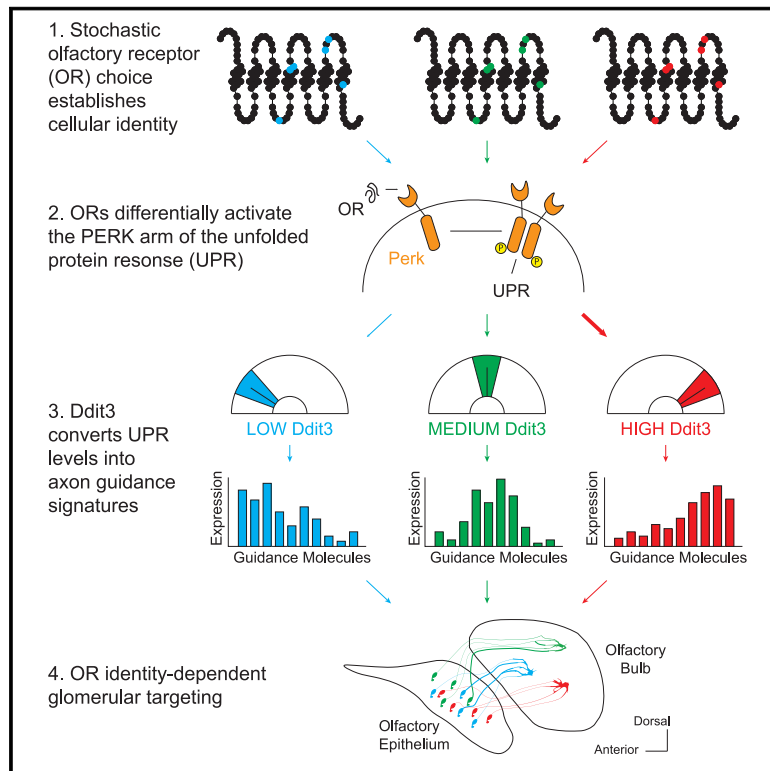 1. Stochastic
olfactory receptor
(OR) choice
establishes
cellular identity
2. ORs differentially activate
the PERK arm of the unfolded
protein resonse (UPR)
OR
Perk
P
P
UPR
3. Ddit3
converts UPR
levels into
axon guidance
signatures
LOW Ddit3
MEDIUM Ddit3
HIGH Ddit3
Expression
Guidance Molecules
Expression
Guidance Molecules
Expression
Guidance Molecules
4. OR identity-dependent
glomerular targeting
Olfactory
Bulb
Olfactory
Epithelium
Dorsal
Anterior